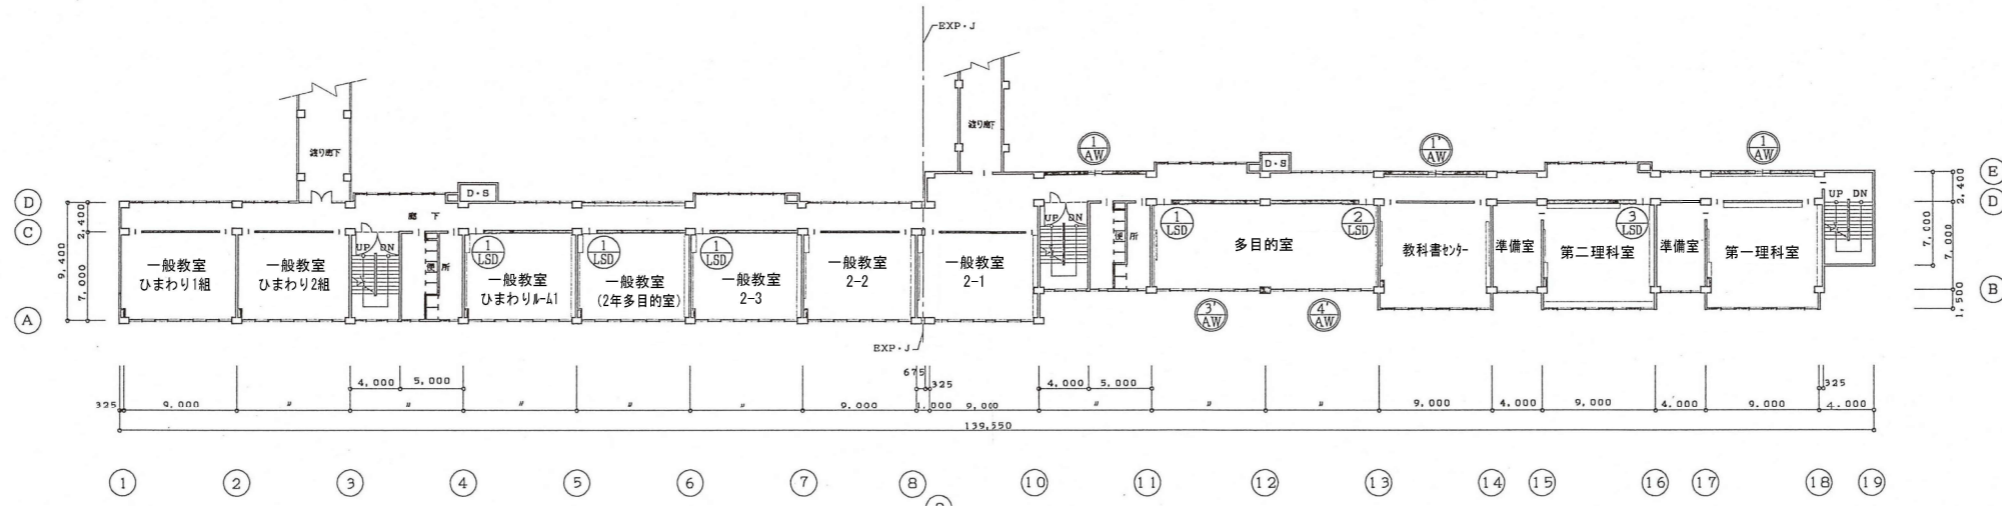 EXP・J
渡り廊下
渡り廊下
1
AW
1'
AW
1
AW
D・S
D・S
E
D
D
C
B
A
2,400
7,000
9,400
2,400
7,000
7,000
1,500
廊 下
UP DN
便 所
UP DN
便 所
UP DN
1
LSD
1
LSD
1
LSD
1
LSD
2
LSD
3
LSD
一般教室
ひまわり1組
一般教室
ひまわり2組
一般教室
ひまわりルーム1
一般教室
(2年多目的室)
一般教室
2-3
一般教室
2-2
一般教室
2-1
多目的室
教科書センター
準備室
第二理科室
準備室
第一理科室
3'
AW
4'
AW
EXP・J
4,000 5,000 675 325 4,000 5,000 325
325 9,000 〃 〃 〃 〃 〃 9,000 1,000 9,000 〃 〃 〃 9,000 4,000 9,000 4,000 9,000 4,000
139,550
1 2 3 4 5 6 7 8 10 11 12 13 14 15 16 17 18 19